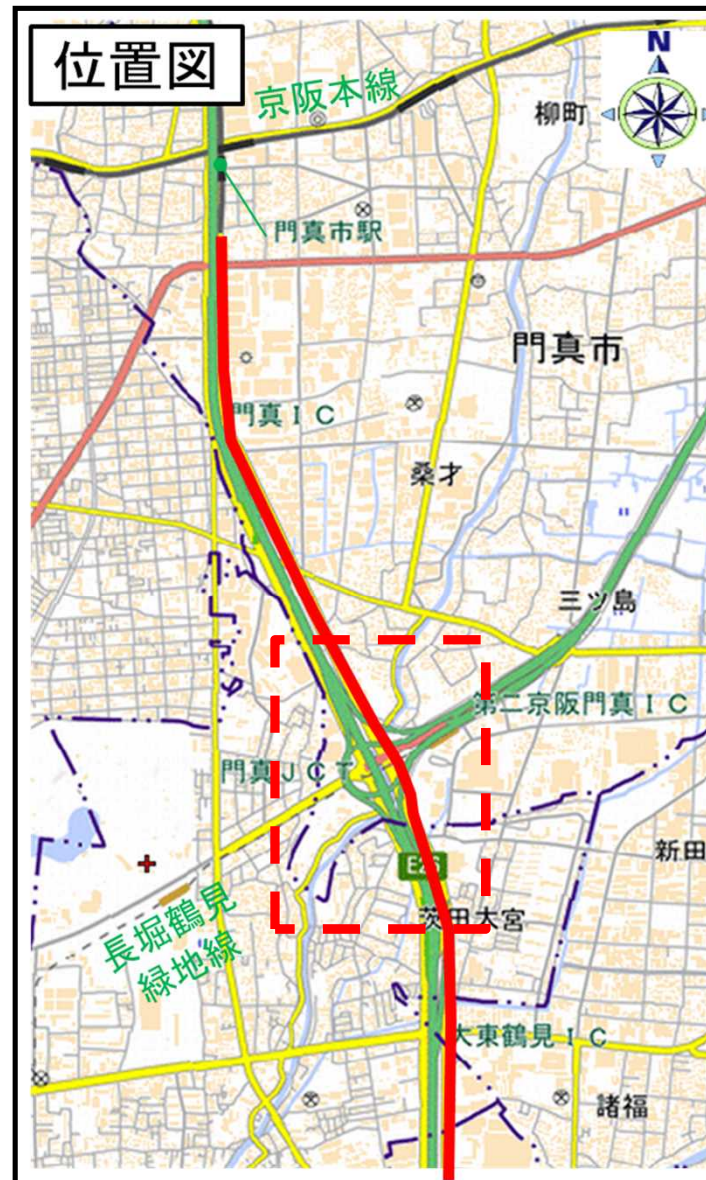 位置図
N
京阪本線
柳町
門真市駅
門真市
門真IC
桑才
三ツ島
第二京阪門真IC
門真JCT
新田
E26
茨田大宮
長堀鶴見
緑地線
大東鶴見IC
諸福